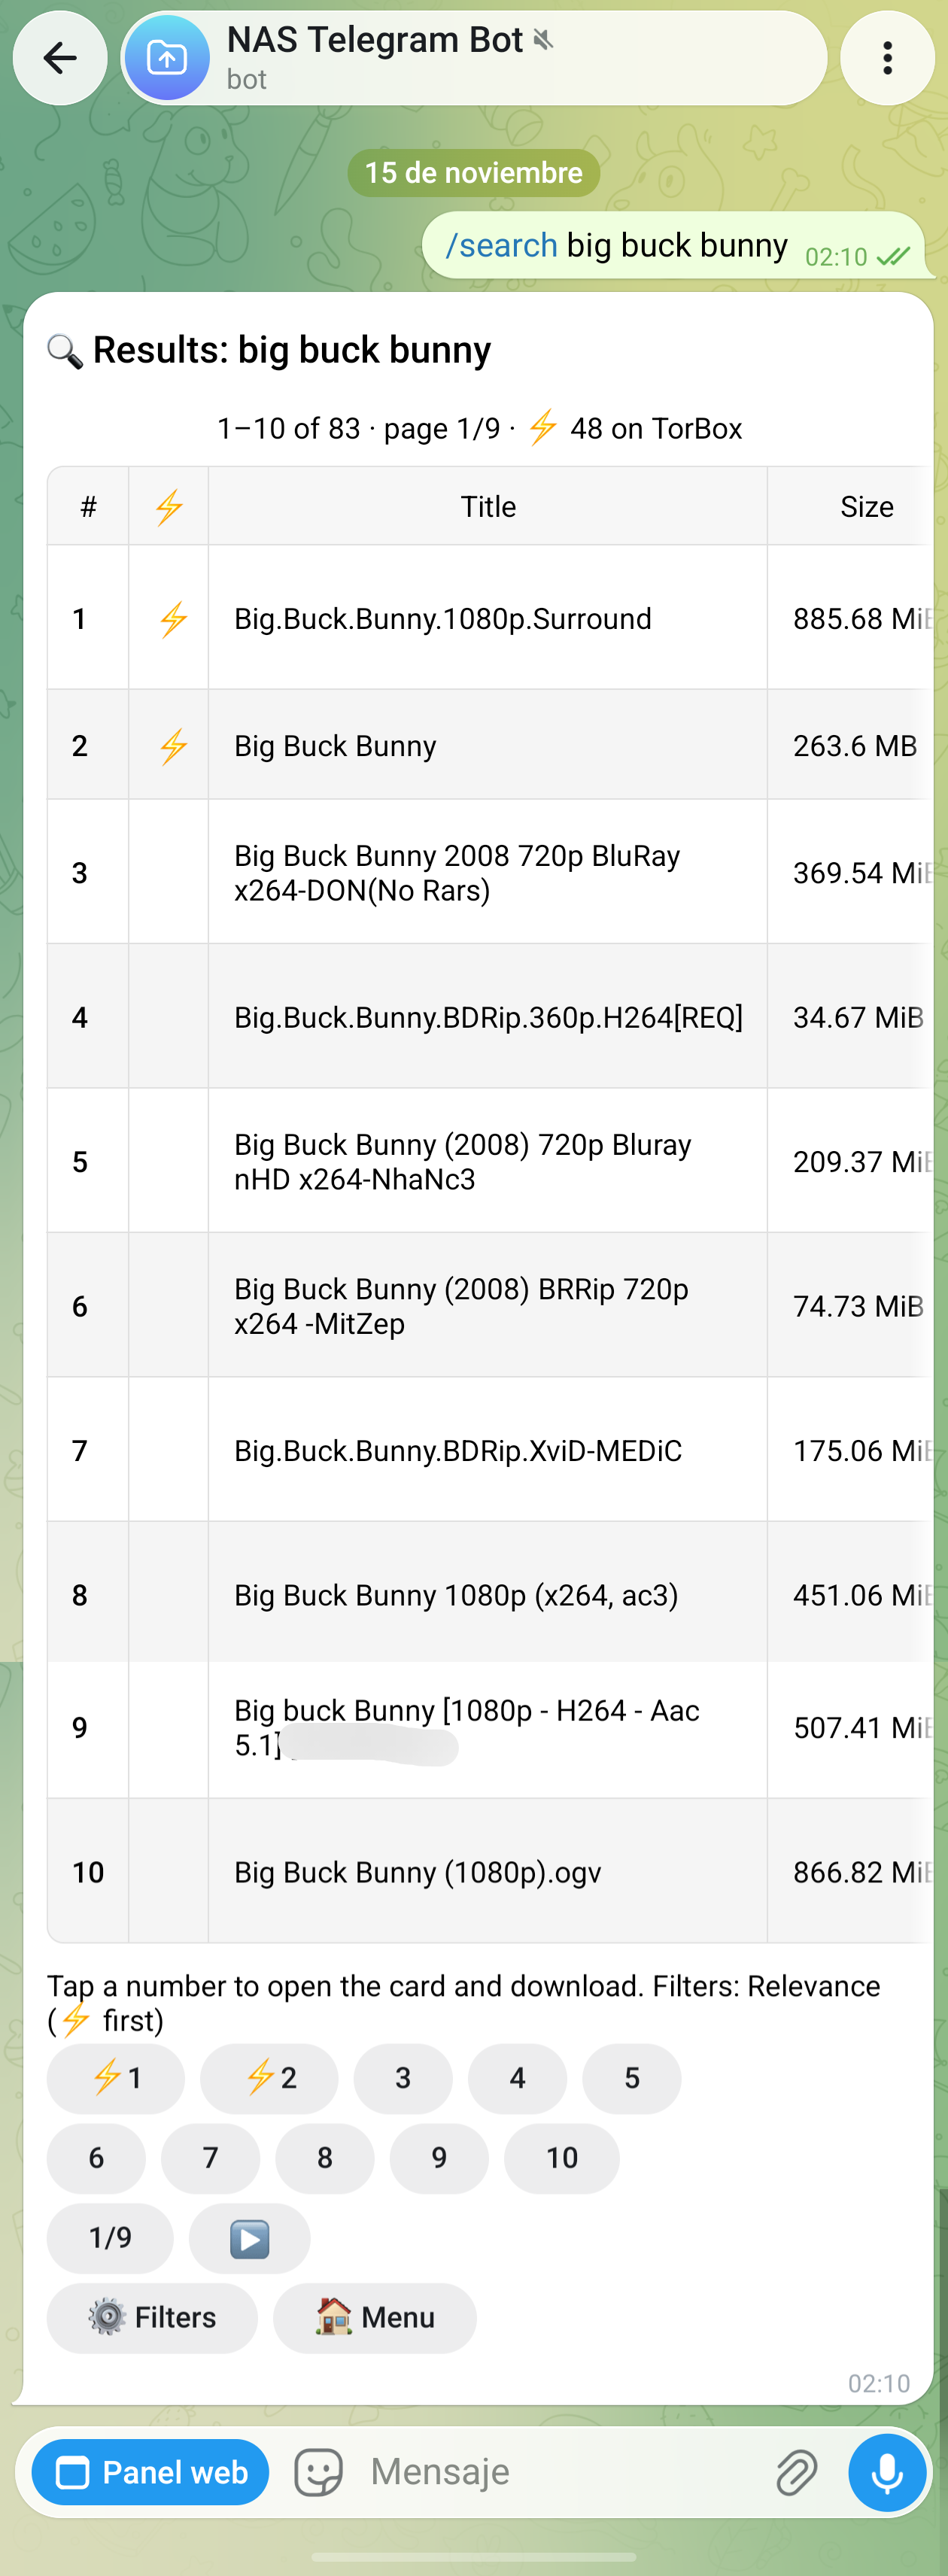 NAS Telegram Bot
bot
15 de noviembre
/search big buck bunny 02:10
🔍 Results: big buck bunny
1–10 of 83 · page 1/9 · ⚡ 48 on TorBox
# ⚡ Title Size
1 ⚡ Big.Buck.Bunny.1080p.Surround 885.68 MiB
2 ⚡ Big Buck Bunny 263.6 MB
3 Big Buck Bunny 2008 720p BluRay
x264-DON(No Rars) 369.54 MiB
4 Big.Buck.Bunny.BDRip.360p.H264[REQ] 34.67 MiB
5 Big Buck Bunny (2008) 720p Bluray
nHD x264-NhaNc3 209.37 MiB
6 Big Buck Bunny (2008) BRRip 720p
x264 -MitZep 74.73 MiB
7 Big.Buck.Bunny.BDRip.XviD-MEDiC 175.06 MiB
8 Big Buck Bunny 1080p (x264, ac3) 451.06 MiB
9 Big buck Bunny [1080p - H264 - Aac
5.1] 507.41 MiB
10 Big Buck Bunny (1080p).ogv 866.82 MiB
Tap a number to open the card and download. Filters: Relevance
(⚡ first)
⚡1 ⚡2 3 4 5
6 7 8 9 10
1/9 ▶️
⚙️ Filters 🏠 Menu
02:10
Panel web Mensaje